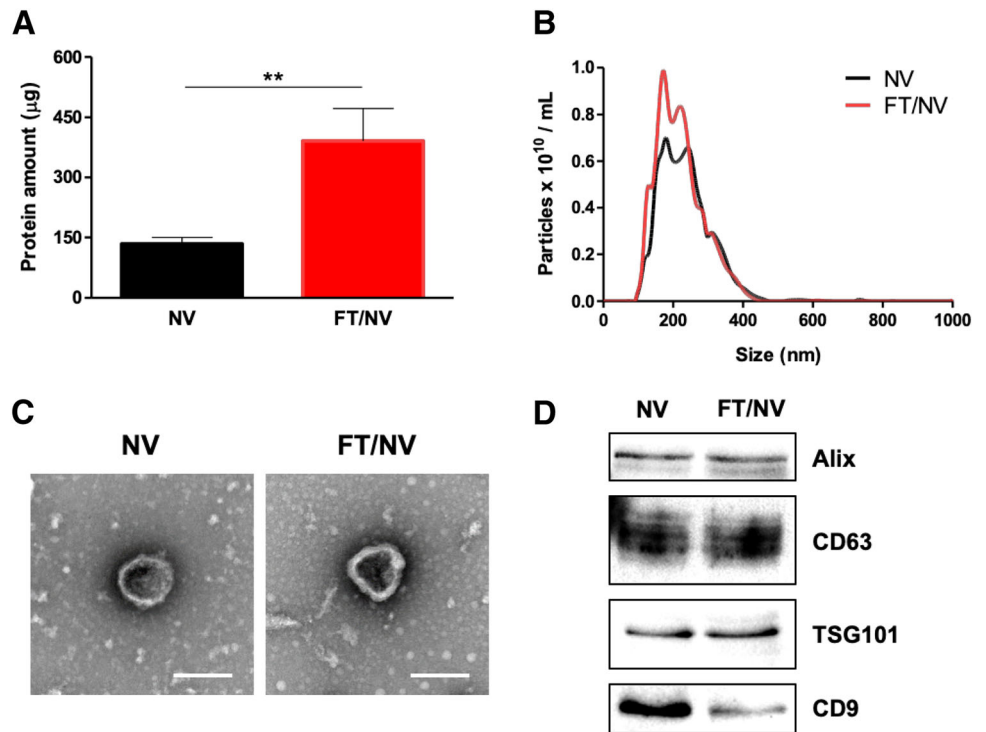 A
Protein amount (µg)
600
450
300
150
0
**
NV
FT/NV
B
Particles x 10¹⁰ / mL
1.0
0.8
0.6
0.4
0.2
0.0
0
200
400
600
800
1000
Size (nm)
NV
FT/NV
C
NV
FT/NV
D
NV
FT/NV
Alix
CD63
TSG101
CD9